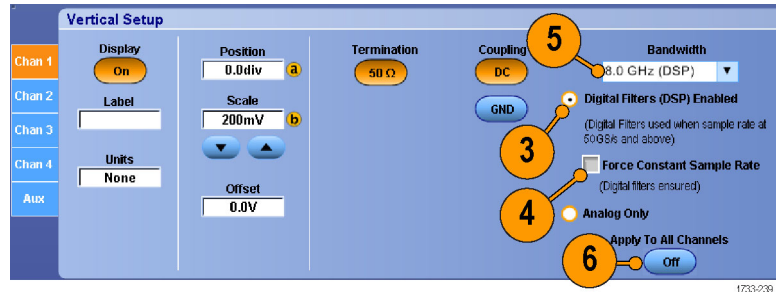 Vertical Setup
Chan 1
Chan 2
Chan 3
Chan 4
Aux
Display
On
Label
Units
None
Position
0.0div
a
Scale
200mV
b
Offset
0.0V
Termination
50 Ω
Coupling
DC
GND
Bandwidth
8.0 GHz (DSP)
Digital Filters (DSP) Enabled
(Digital Filters used when sample rate at
50GS/s and above)
Force Constant Sample Rate
(Digital filters ensured)
Analog Only
Apply To All Channels
Off
5
3
4
6
1733-239